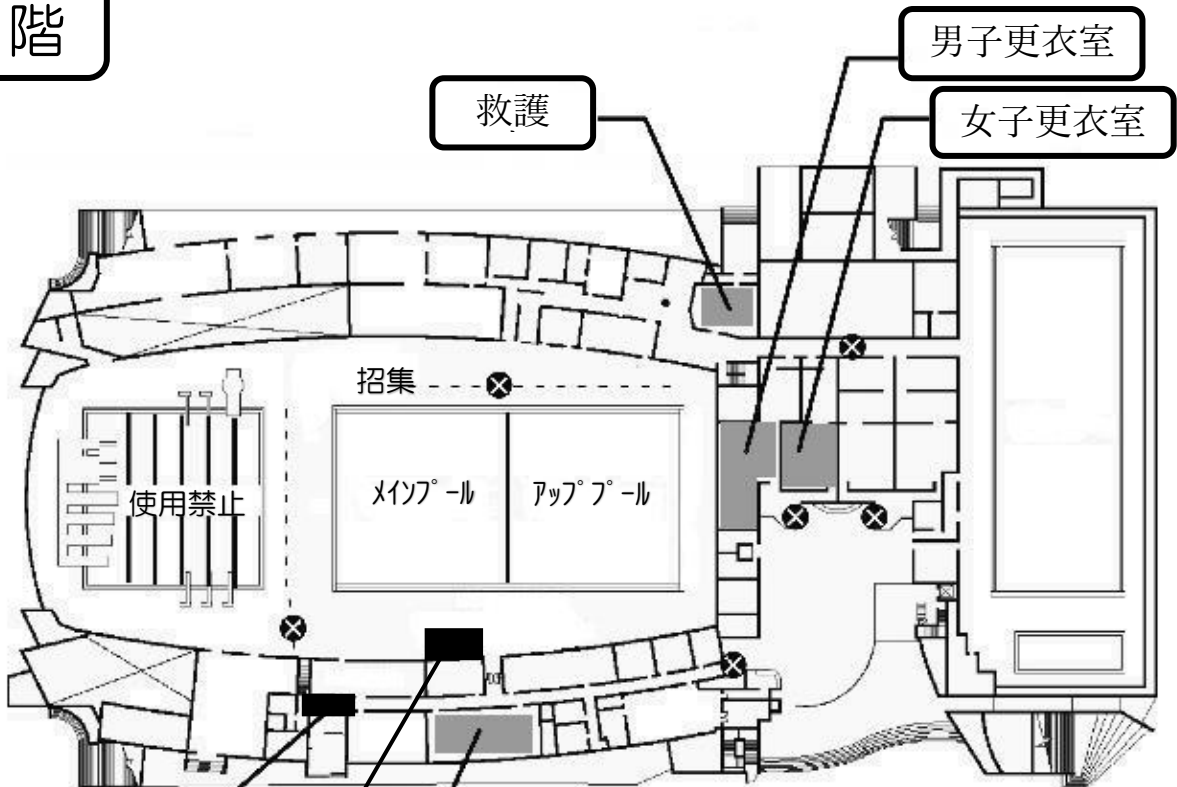 階
男子更衣室
救護
女子更衣室
招集
使用禁止
ﾒｲﾝﾌﾟｰﾙ
ｱｯﾌﾟﾌﾟｰﾙ